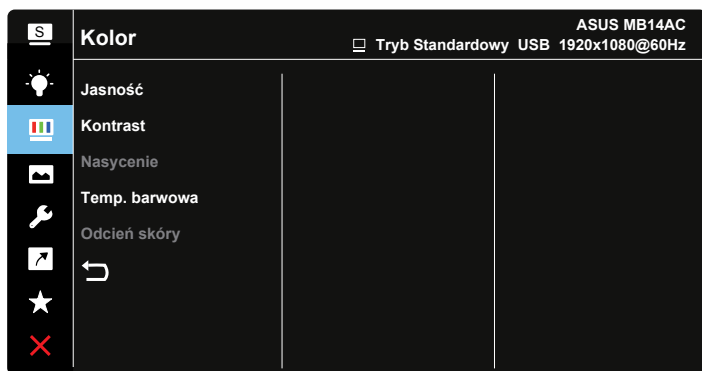 S
Kolor
ASUS MB14AC
Tryb Standardowy USB 1920x1080@60Hz
Jasność
Kontrast
Nasycenie
Temp. barwowa
Odcień skóry